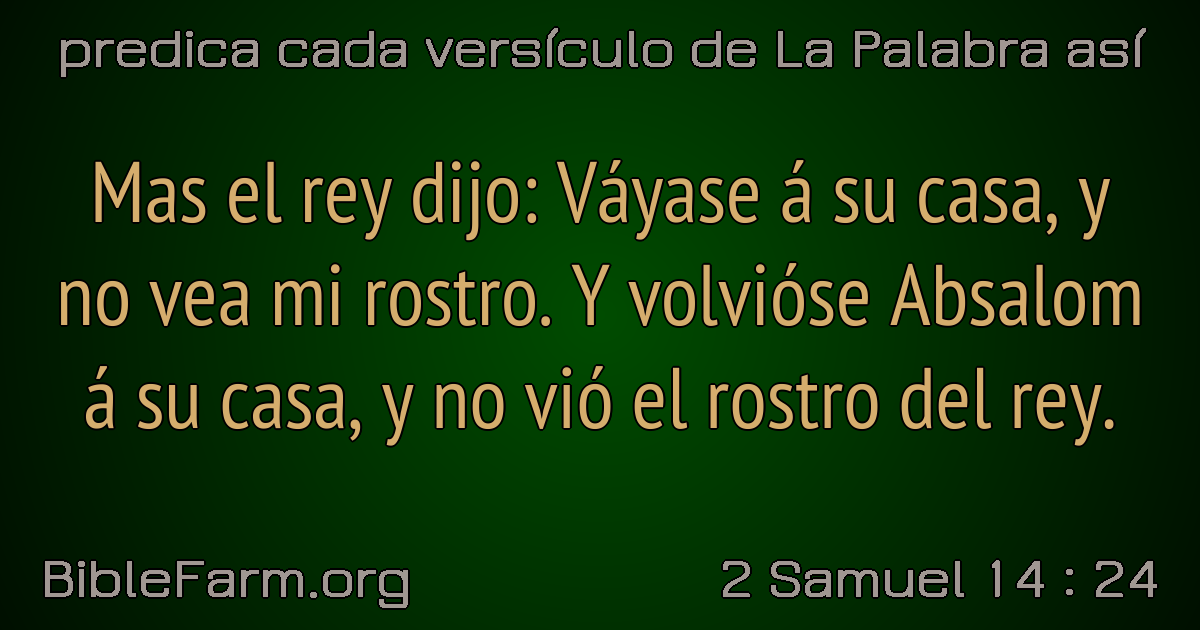 predica cada versículo de La Palabra así
Mas el rey dijo: Váyase á su casa, y
no vea mi rostro. Y volvióse Absalom
á su casa, y no vió el rostro del rey.
BibleFarm.org
2 Samuel 14 : 24